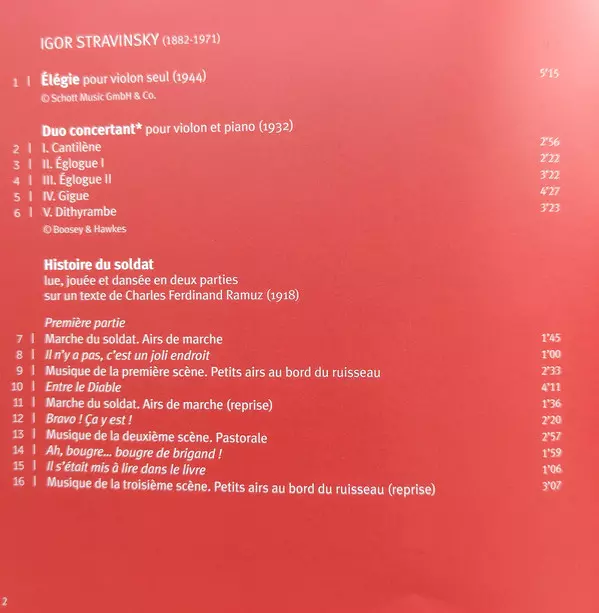 IGOR STRAVINSKY (1882-1971)
1 | Élégie pour violon seul (1944) 5'15
© Schott Music GmbH & Co.
Duo concertant* pour violon et piano (1932)
2 | I. Cantilène 2'56
3 | II. Églogue I 2'22
4 | III. Églogue II 3'22
5 | IV. Gigue 4'27
6 | V. Dithyrambe 3'23
© Boosey & Hawkes
Histoire du soldat
lue, jouée et dansée en deux parties
sur un texte de Charles Ferdinand Ramuz (1918)
Première partie
7 | Marche du soldat. Airs de marche 1'45
8 | Il n'y a pas, c'est un joli endroit 1'00
9 | Musique de la première scène. Petits airs au bord du ruisseau 2'33
10 | Entre le Diable 4'11
11 | Marche du soldat. Airs de marche (reprise) 1'36
12 | Bravo ! Ça y est ! 2'20
13 | Musique de la deuxième scène. Pastorale 2'57
14 | Ah, bougre... bougre de brigand ! 1'59
15 | Il s'était mis à lire dans le livre 1'06
16 | Musique de la troisième scène. Petits airs au bord du ruisseau (reprise) 3'07
2